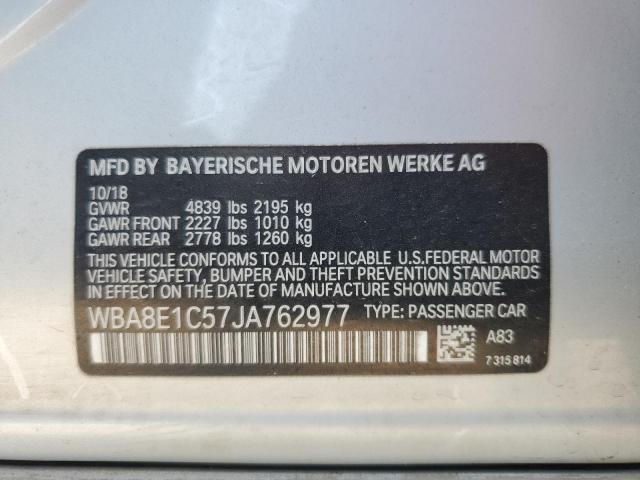 MFD BY BAYERISCHE MOTOREN WERKE AG
10/18
GVWR 4839 lbs 2195 kg
GAWR FRONT 2227 lbs 1010 kg
GAWR REAR 2778 lbs 1260 kg
THIS VEHICLE CONFORMS TO ALL APPLICABLE U.S.FEDERAL MOTOR
VEHICLE SAFETY, BUMPER AND THEFT PREVENTION STANDARDS
IN EFFECT ON THE DATE OF MANUFACTURE SHOWN ABOVE.
WBA8E1C57JA762977 TYPE: PASSENGER CAR
A83
7 315 814